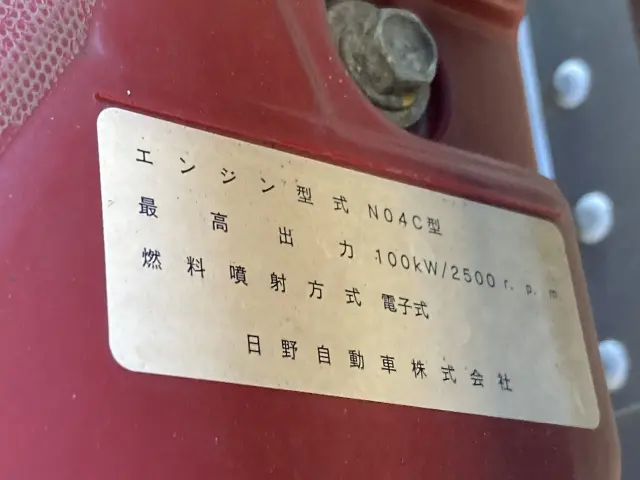 エンジン型式 N04C型
最高出力 100kW/2500r.p.m
燃料噴射方式 電子式
日野自動車株式会社